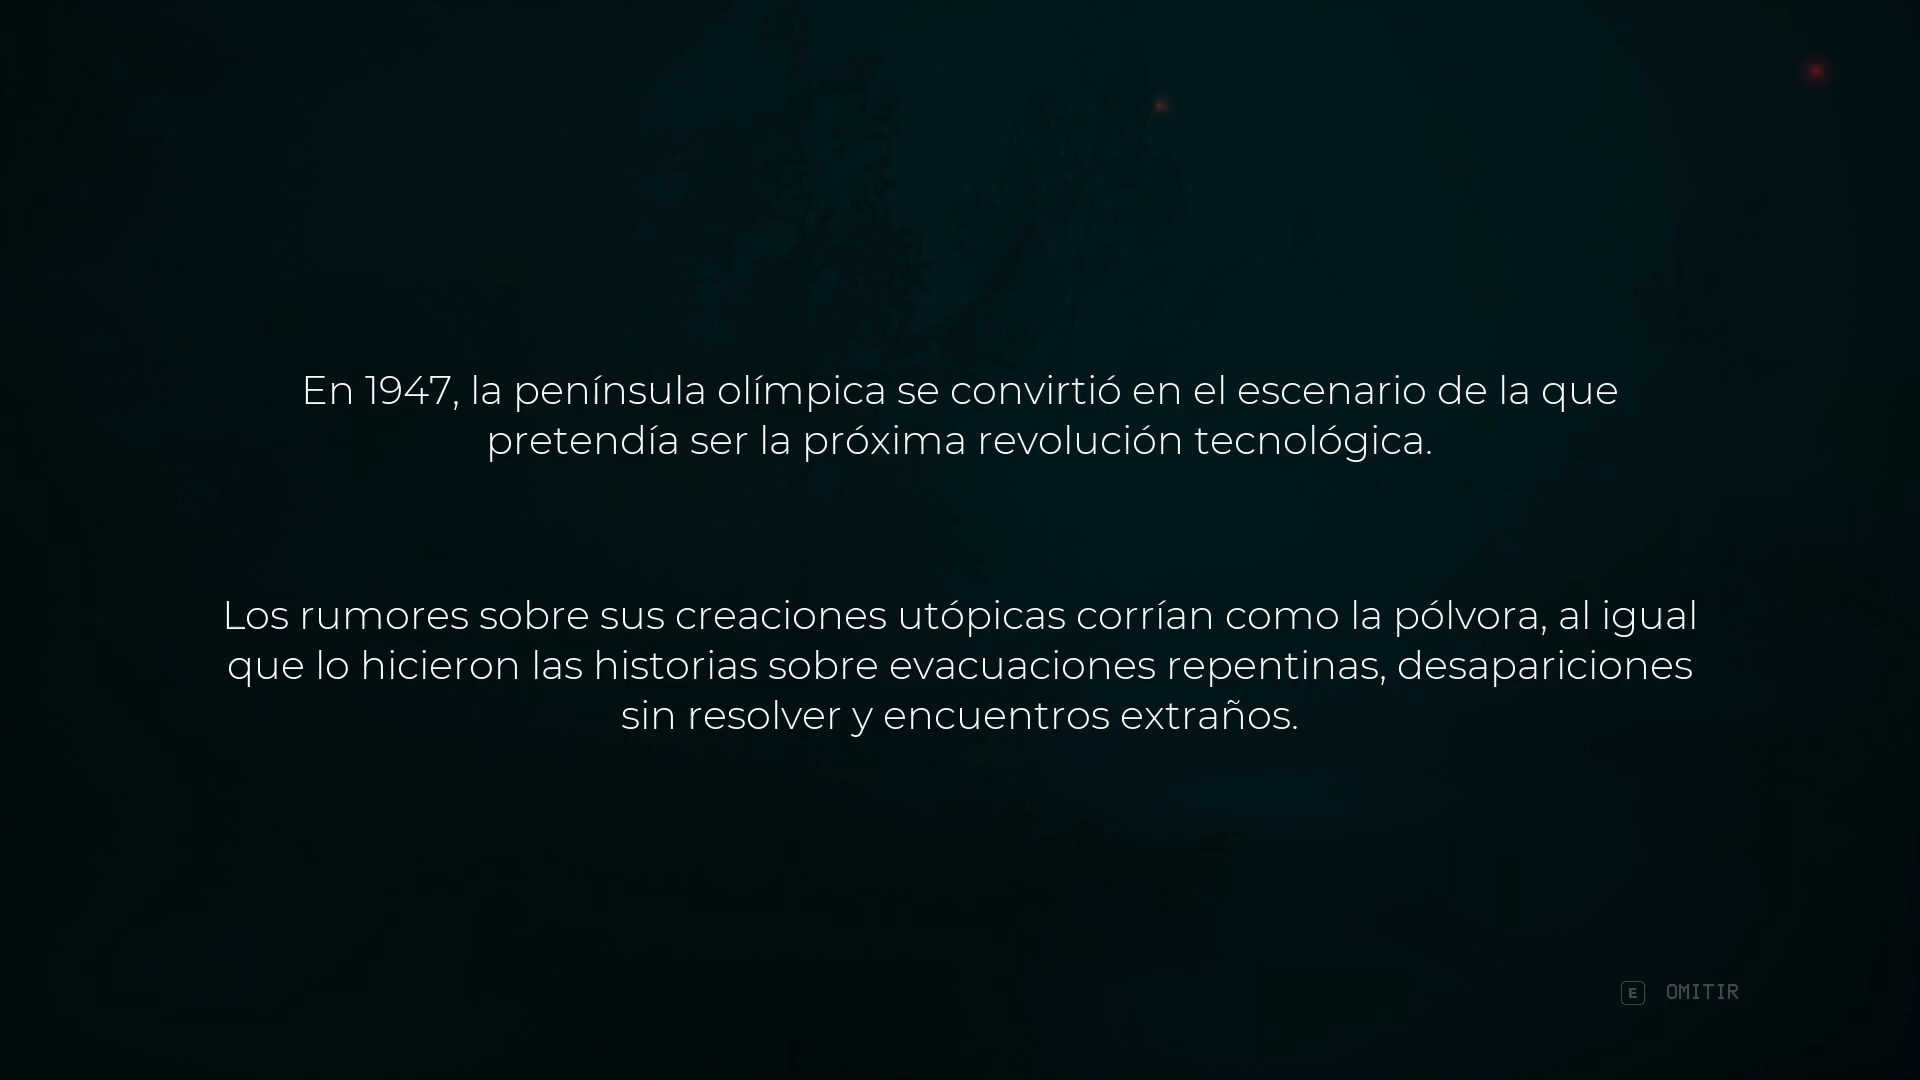 En 1947, la península olímpica se convirtió en el escenario de la que
pretendía ser la próxima revolución tecnológica.
Los rumores sobre sus creaciones utópicas corrían como la pólvora, al igual
que lo hicieron las historias sobre evacuaciones repentinas, desapariciones
sin resolver y encuentros extraños.
E OMITIR